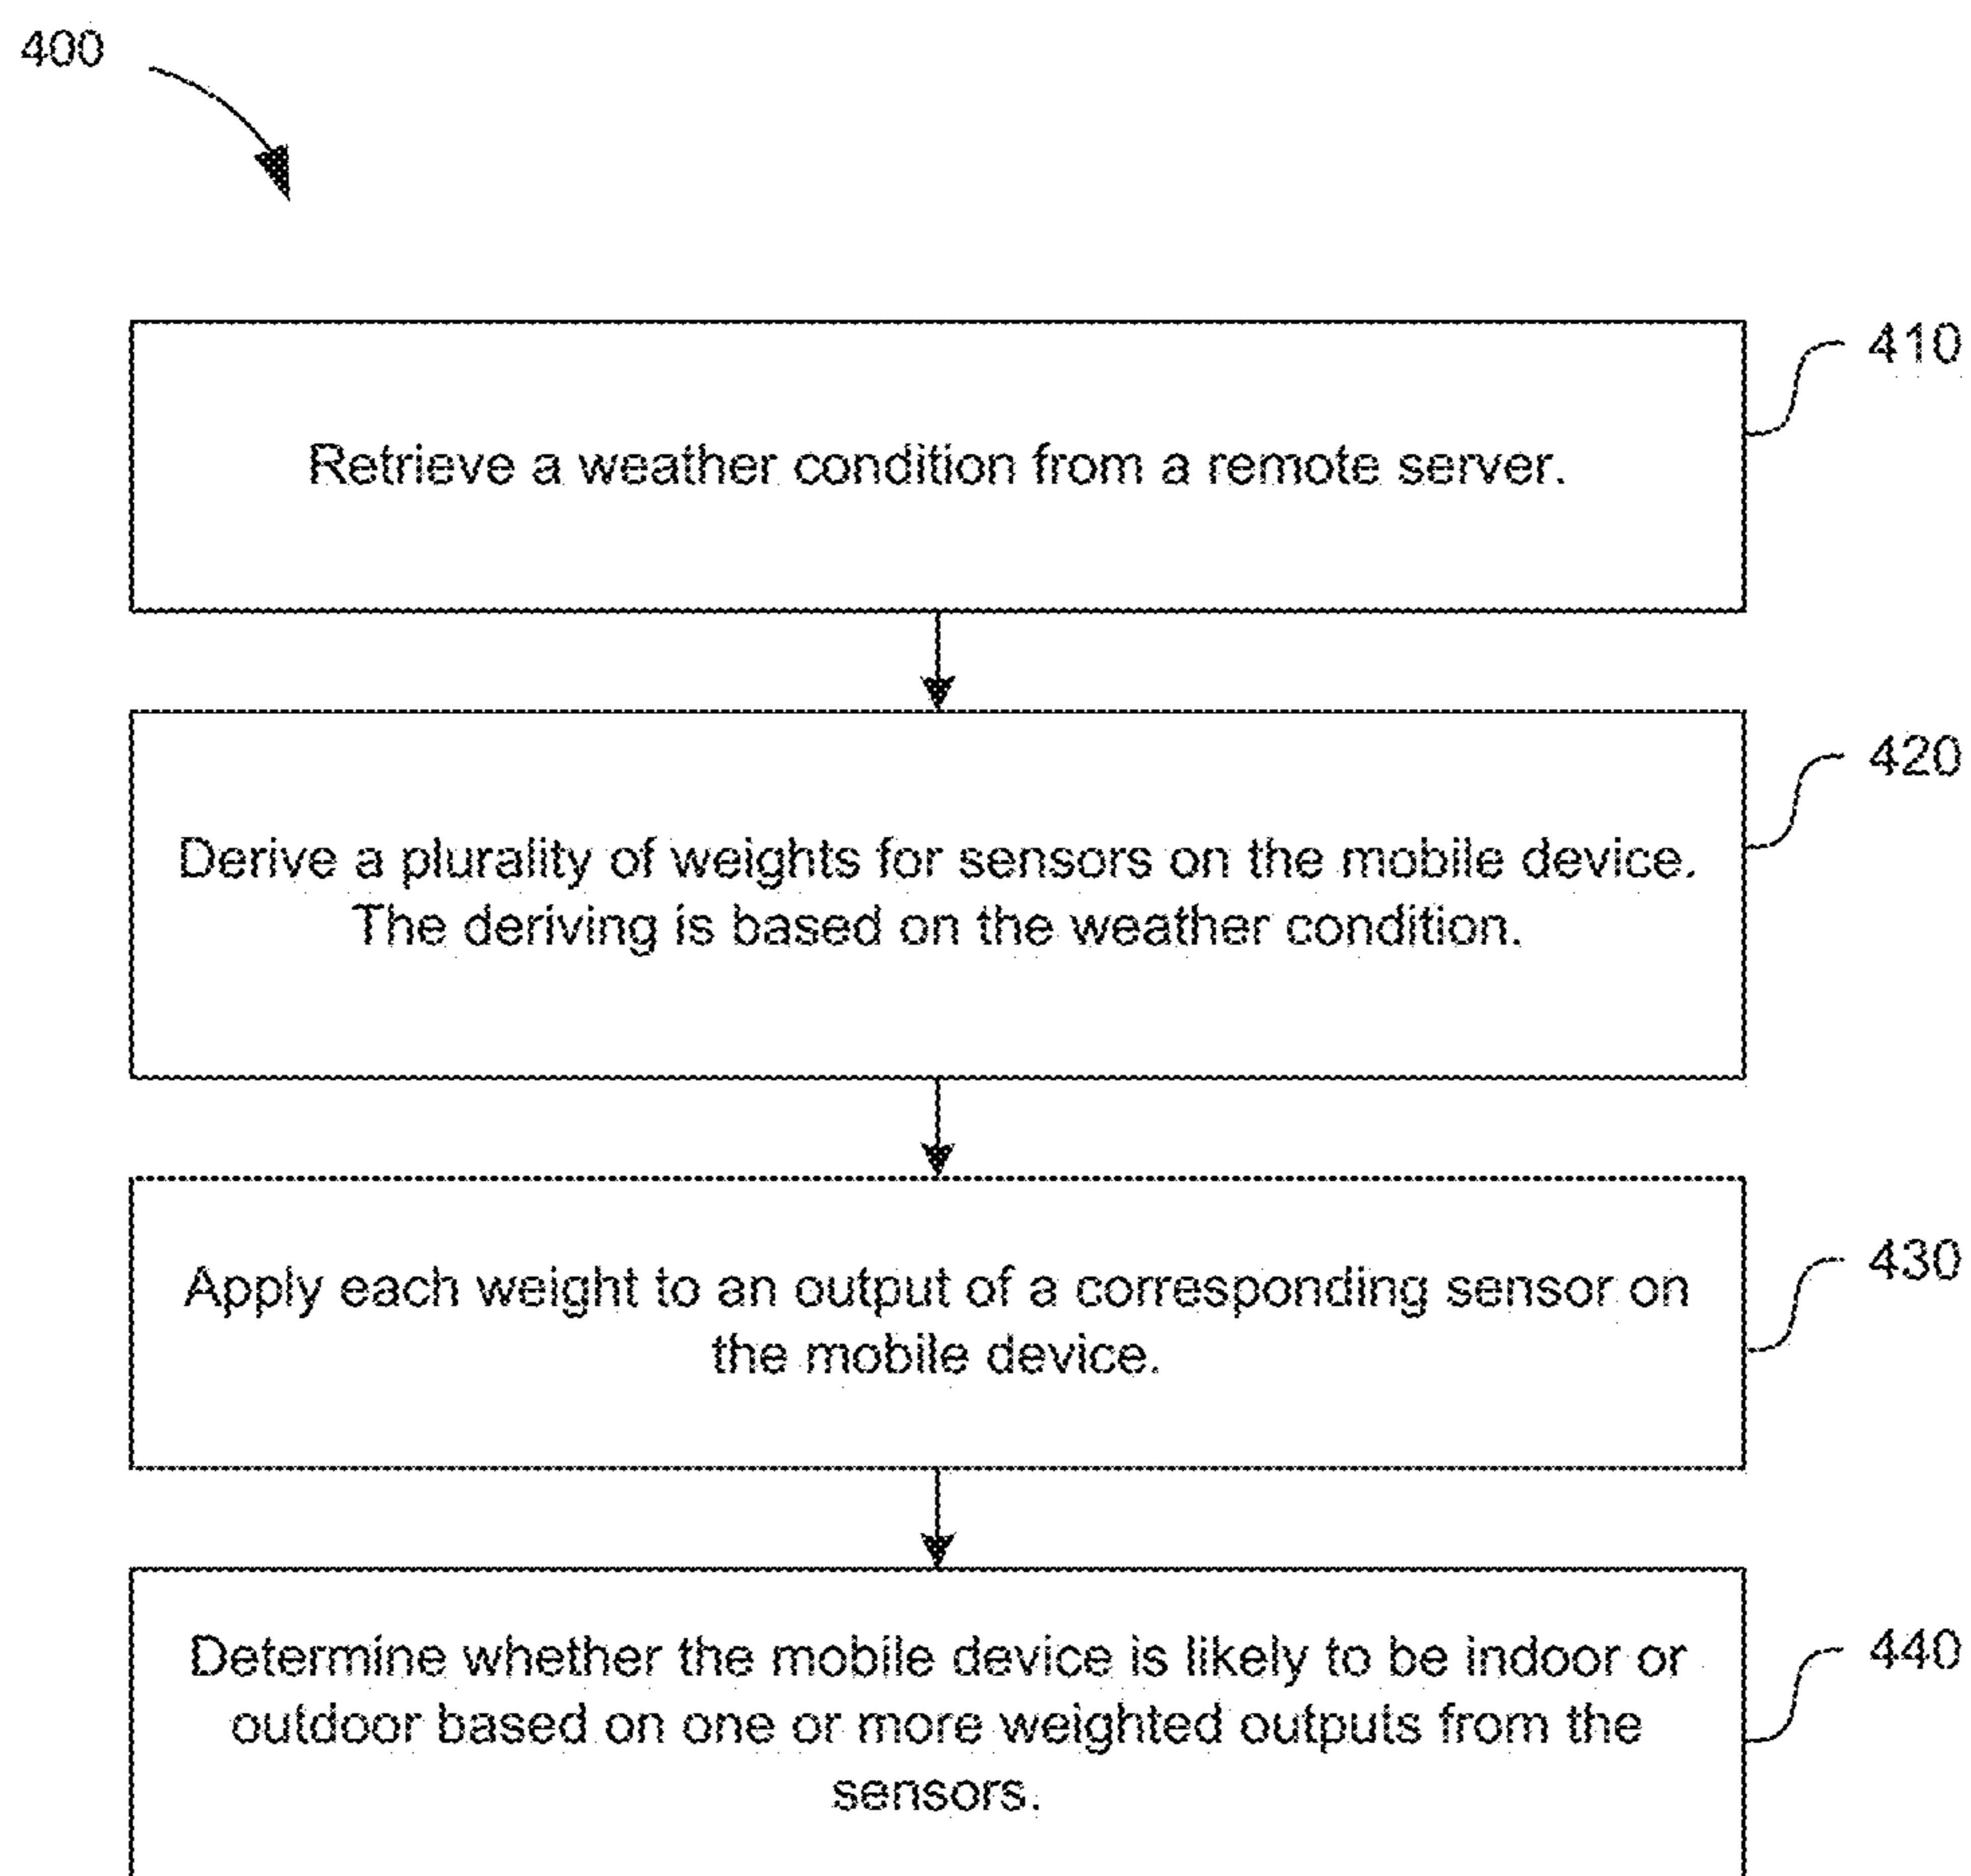 400
410
Retrieve a weather condition from a remote server.
420
Derive a plurality of weights for sensors on the mobile device.
The deriving is based on the weather condition.
430
Apply each weight to an output of a corresponding sensor on
the mobile device.
440
Determine whether the mobile device is likely to be indoor or
outdoor based on one or more weighted outputs from the
sensors.